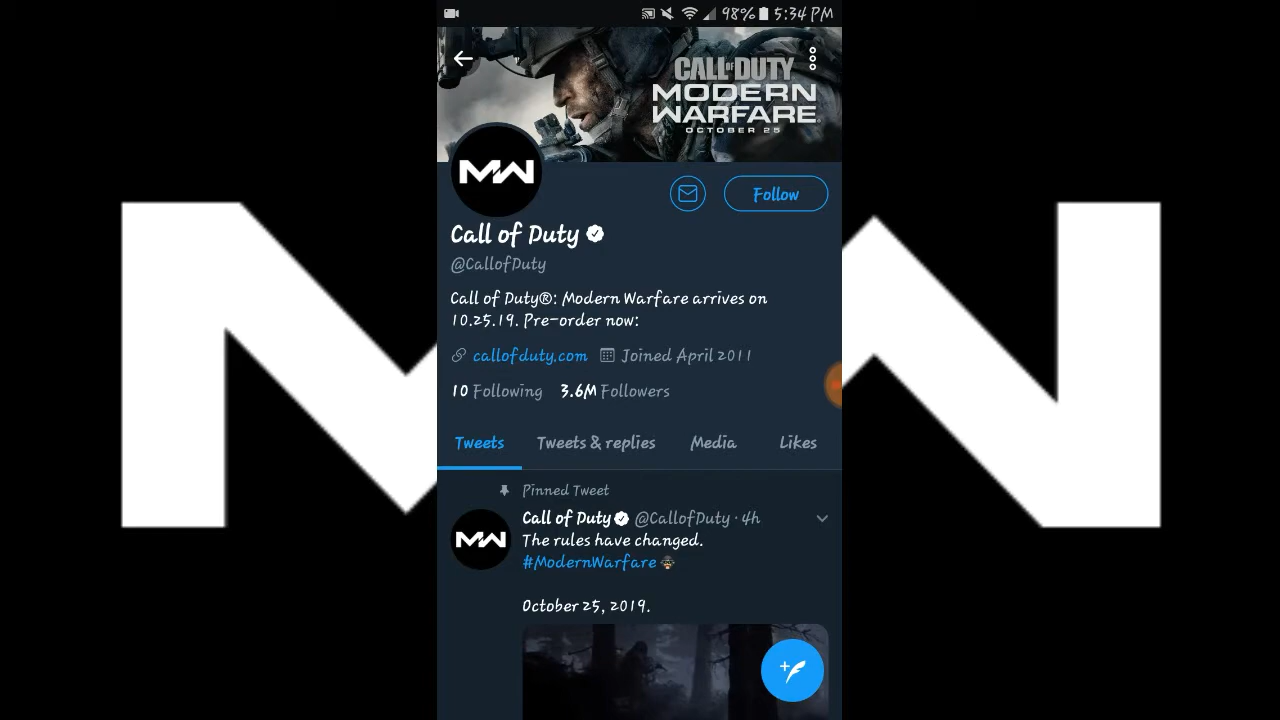 98% 5:34 PM
CALL OF DUTY
MODERN
WARFARE
OCTOBER 25
MW
Follow
Call of Duty
@CallofDuty
Call of Duty®: Modern Warfare arrives on
10.25.19. Pre-order now:
callofduty.com Joined April 2011
10 Following 3.6M Followers
Tweets Tweets & replies Media Likes
Pinned Tweet
Call of Duty @CallofDuty · 4h
MW
The rules have changed.
#ModernWarfare
October 25, 2019.